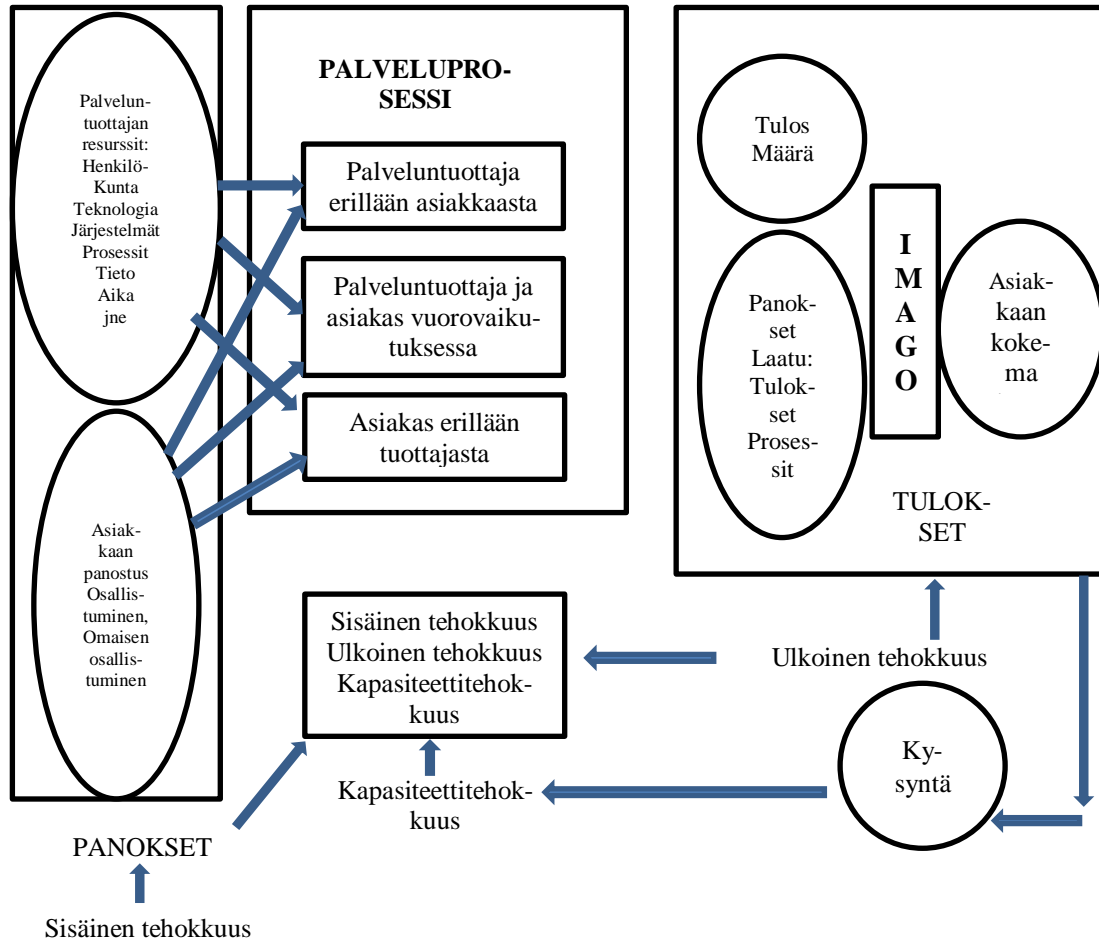 Palvelun-
tuottajan
resurssit:
Henkilö-
Kunta
Teknologia
Järjestelmät
Prosessit
Tieto
Aika
jne
Asiak-
kaan
panostus
Osallis-
tuminen,
Omaisen
osallis-
tuminen
PALVELUPRO-
SESSI
Palveluntuottaja
erillään asiakkaasta
Palveluntuottaja ja
asiakas vuorovaiku-
tuksessa
Asiakas erillään
tuottajasta
Tulos
Määrä
Panok-
set
Laatu:
Tulok-
set
Proses-
sit
I
M
A
G
O
Asiak-
kaan
koke-
ma
TULOK-
SET
Sisäinen tehokkuus
Ulkoinen tehokkuus
Kapasiteettitehok-
kuus
Ulkoinen tehokkuus
Ky-
syntä
Kapasiteettitehok-
kuus
PANOKSET
Sisäinen tehokkuus